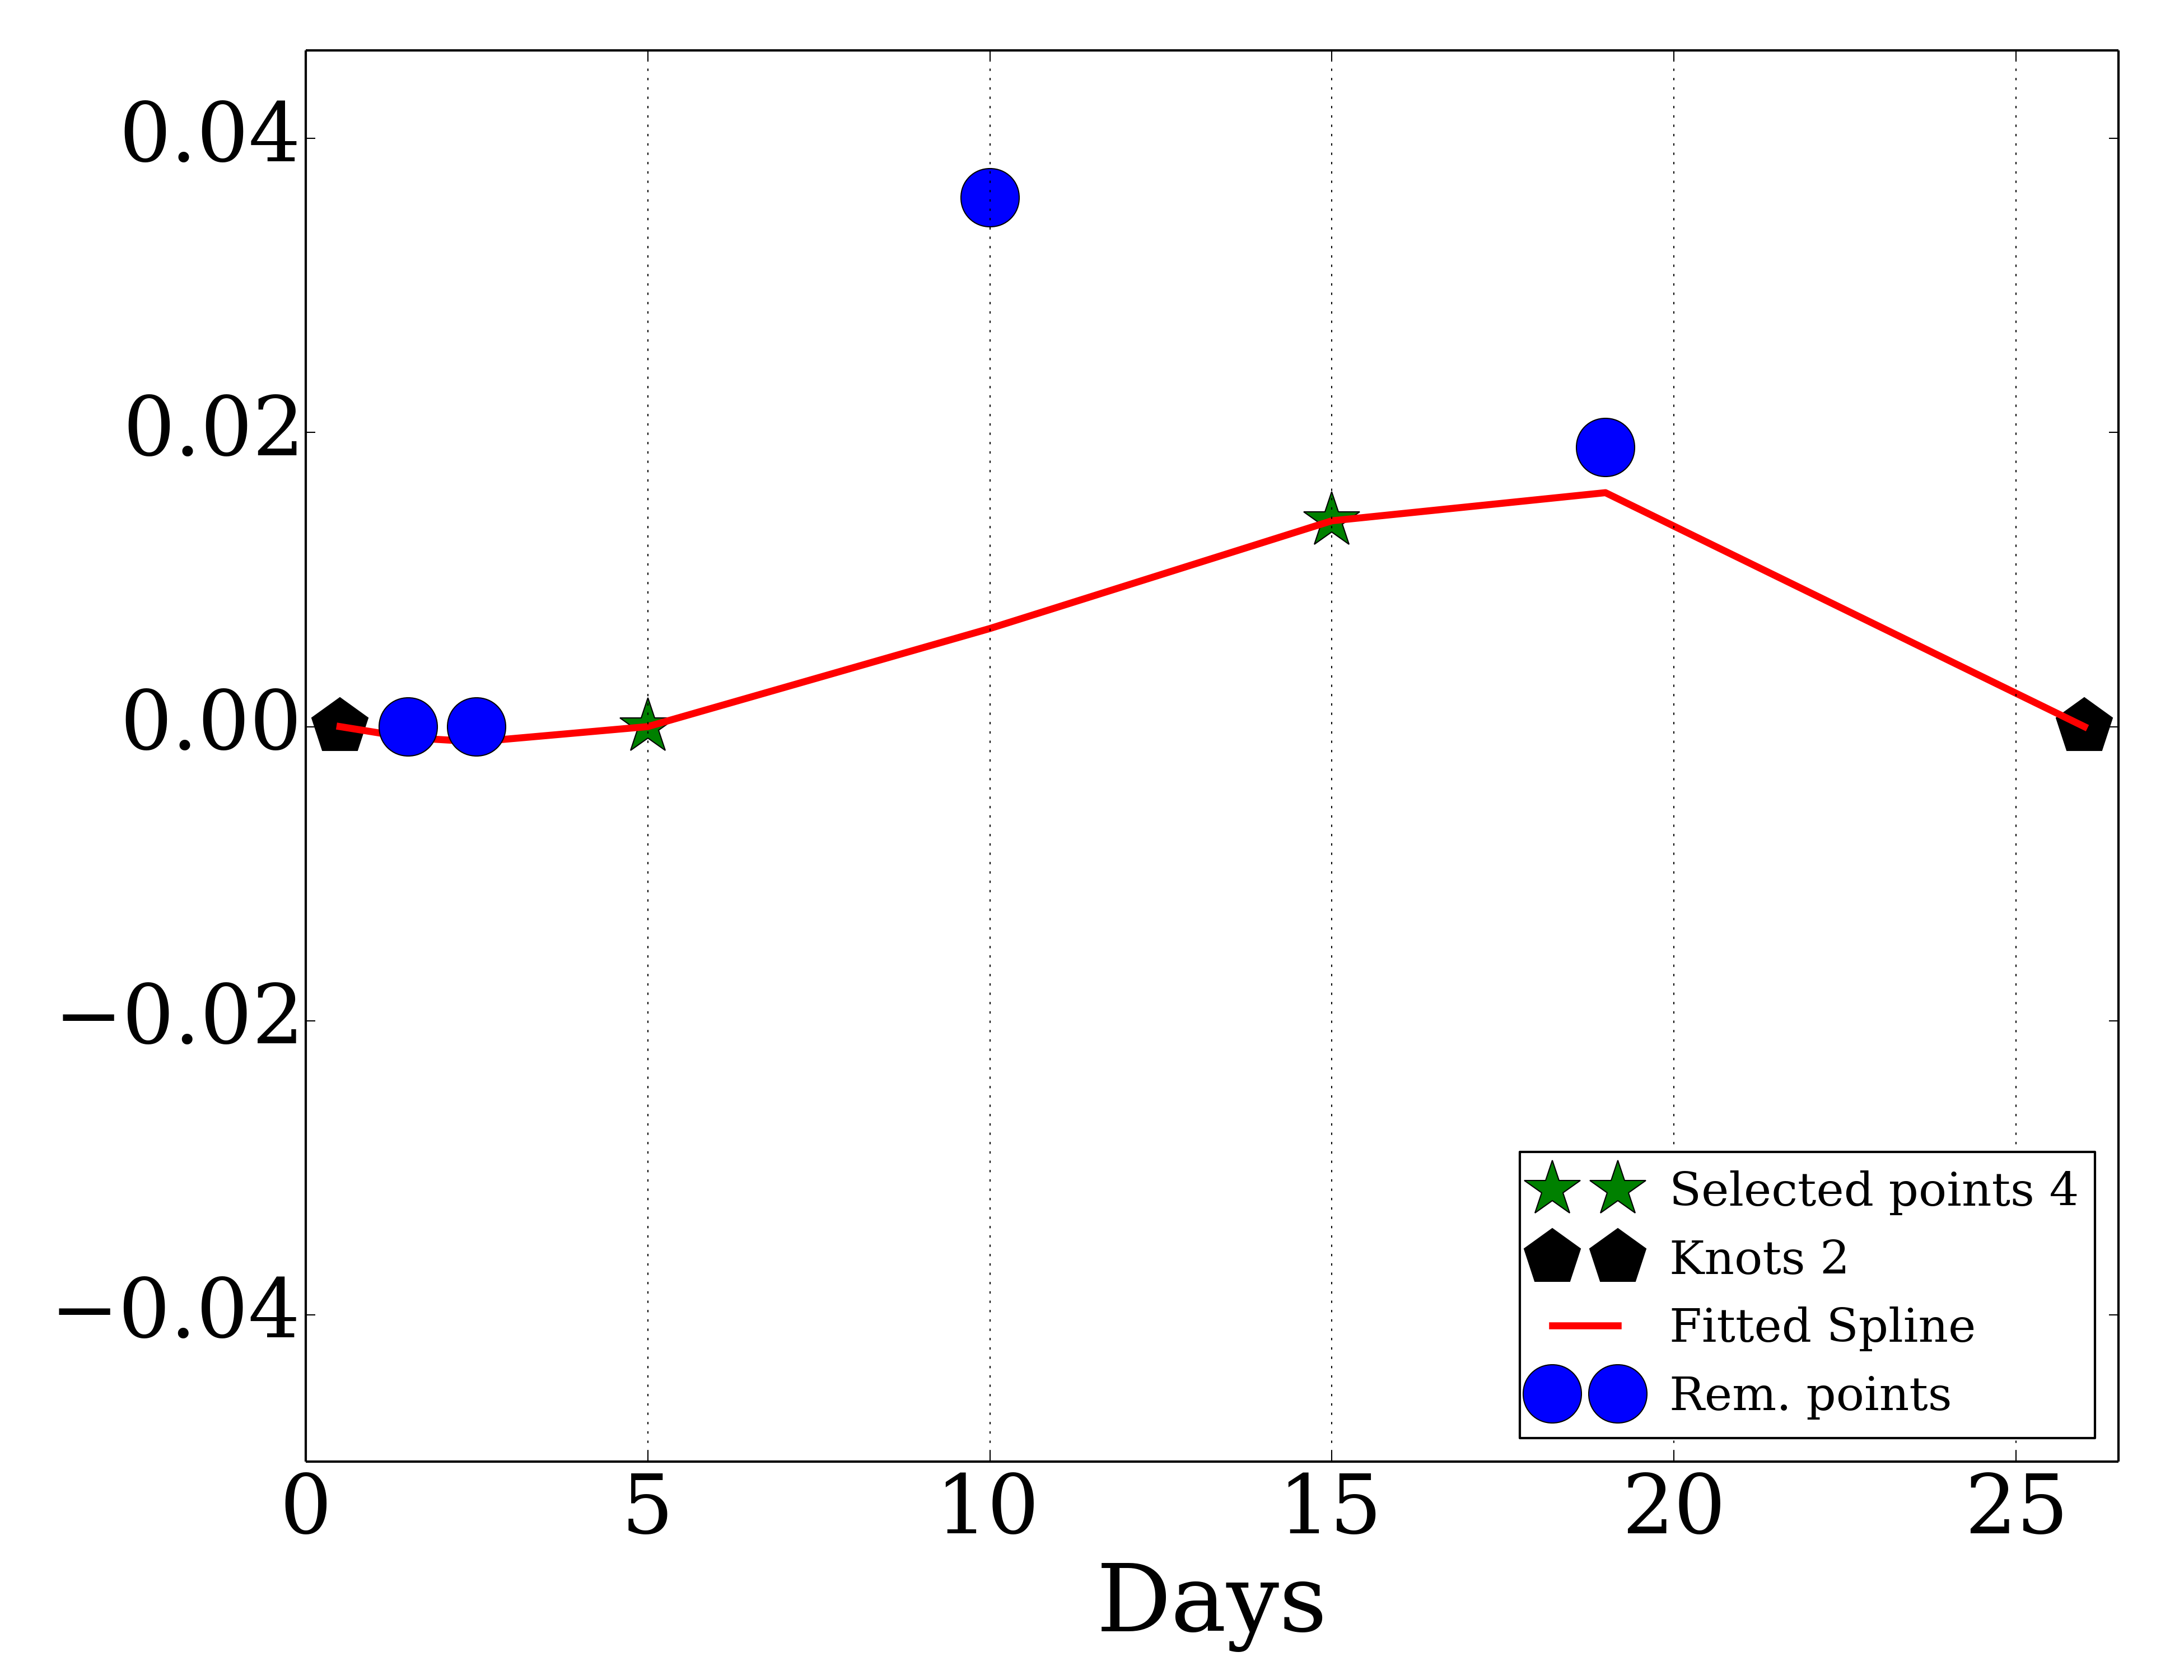 0.04
0.02
0.00
−0.02
−0.04
0 5 10 15 20 25
Days
Selected points 4
Knots 2
Fitted Spline
Rem. points